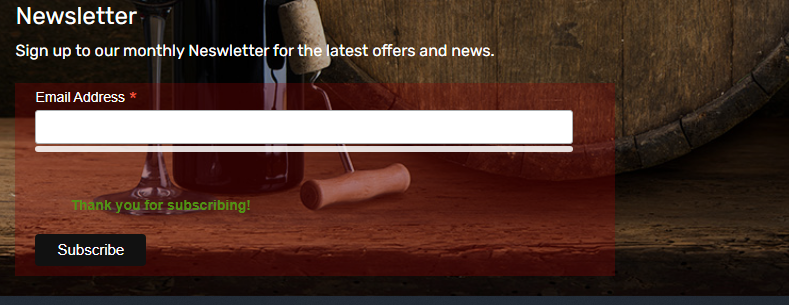 Newsletter
Sign up to our monthly Neswletter for the latest offers and news.
Email Address *
Thank you for subscribing!
Subscribe